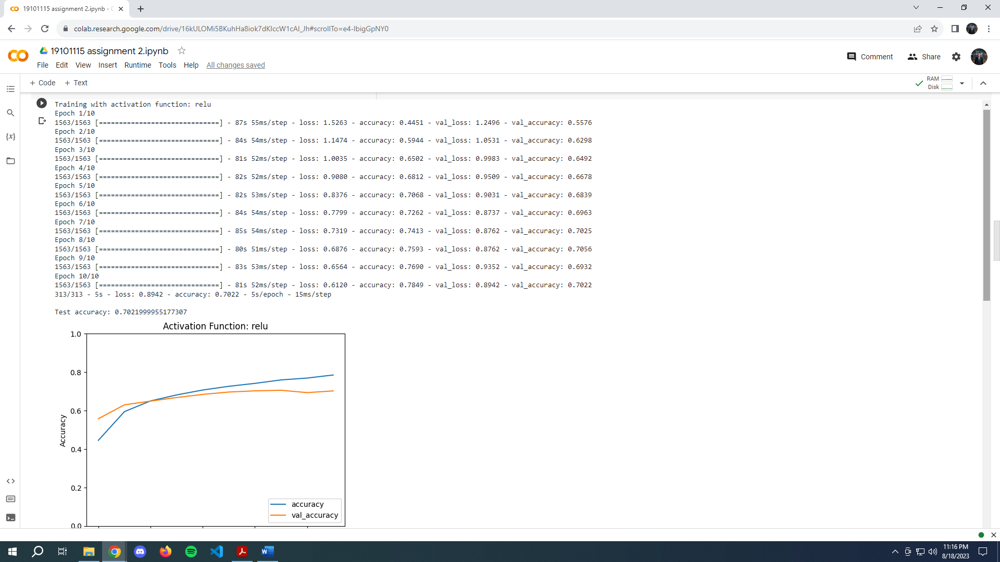 19101115 assignment 2.ipynb - C
colab.research.google.com/drive/16kULOMi5BKuhHa8iok7dKIccW1cAI_Jh#scrollTo=e4-IbigGpNY0
19101115 assignment 2.ipynb
File Edit View Insert Runtime Tools Help All changes saved
Comment Share
+ Code + Text
RAM
Disk
{x}
Training with activation function: relu
Epoch 1/10
1563/1563 [==============================] - 87s 55ms/step - loss: 1.5263 - accuracy: 0.4451 - val_loss: 1.2496 - val_accuracy: 0.5576
Epoch 2/10
1563/1563 [==============================] - 84s 54ms/step - loss: 1.1474 - accuracy: 0.5944 - val_loss: 1.0531 - val_accuracy: 0.6298
Epoch 3/10
1563/1563 [==============================] - 81s 52ms/step - loss: 1.0035 - accuracy: 0.6502 - val_loss: 0.9983 - val_accuracy: 0.6492
Epoch 4/10
1563/1563 [==============================] - 82s 52ms/step - loss: 0.9080 - accuracy: 0.6812 - val_loss: 0.9509 - val_accuracy: 0.6678
Epoch 5/10
1563/1563 [==============================] - 82s 53ms/step - loss: 0.8376 - accuracy: 0.7068 - val_loss: 0.9031 - val_accuracy: 0.6839
Epoch 6/10
1563/1563 [==============================] - 84s 54ms/step - loss: 0.7799 - accuracy: 0.7262 - val_loss: 0.8737 - val_accuracy: 0.6963
Epoch 7/10
1563/1563 [==============================] - 85s 54ms/step - loss: 0.7319 - accuracy: 0.7413 - val_loss: 0.8762 - val_accuracy: 0.7025
Epoch 8/10
1563/1563 [==============================] - 80s 51ms/step - loss: 0.6876 - accuracy: 0.7593 - val_loss: 0.8762 - val_accuracy: 0.7056
Epoch 9/10
1563/1563 [==============================] - 83s 53ms/step - loss: 0.6564 - accuracy: 0.7690 - val_loss: 0.9352 - val_accuracy: 0.6932
Epoch 10/10
1563/1563 [==============================] - 81s 52ms/step - loss: 0.6120 - accuracy: 0.7849 - val_loss: 0.8942 - val_accuracy: 0.7022
313/313 - 5s - loss: 0.8942 - accuracy: 0.7022 - 5s/epoch - 15ms/step
Test accuracy: 0.7021999955177307
Activation Function: relu
1.0
0.8
0.6
0.4
0.2
0.0
Accuracy
accuracy
val_accuracy
11:16 PM
8/18/2023